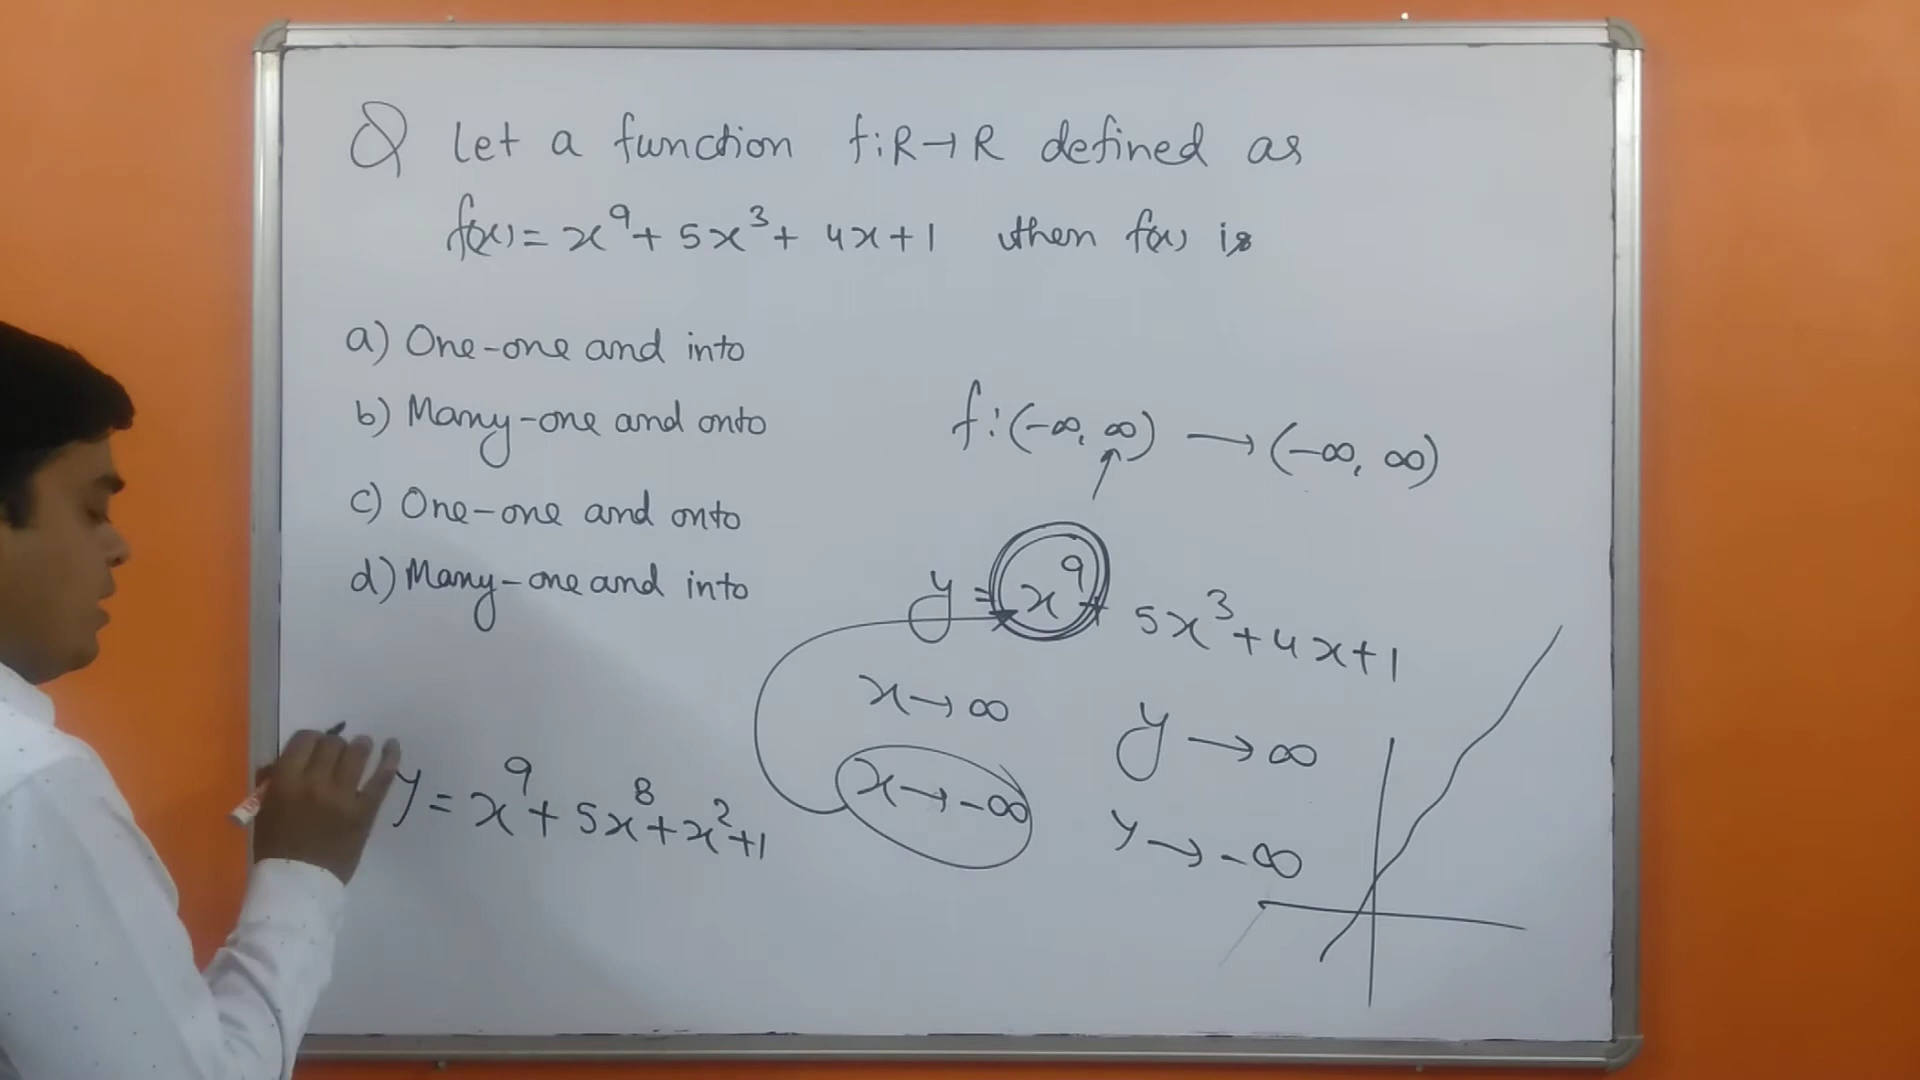 Q Let a function f:R→R defined as
f(x) = x⁹ + 5x³ + 4x + 1 then f(x) is
a) One-one and into
b) Many-one and onto
c) One-one and onto
d) Many-one and into
f: (-∞, ∞) → (-∞, ∞)
y = x⁹ + 5x³ + 4x + 1
x → ∞ y → ∞
x → -∞ y → -∞
y = x⁹ + 5x⁸ + x² + 1